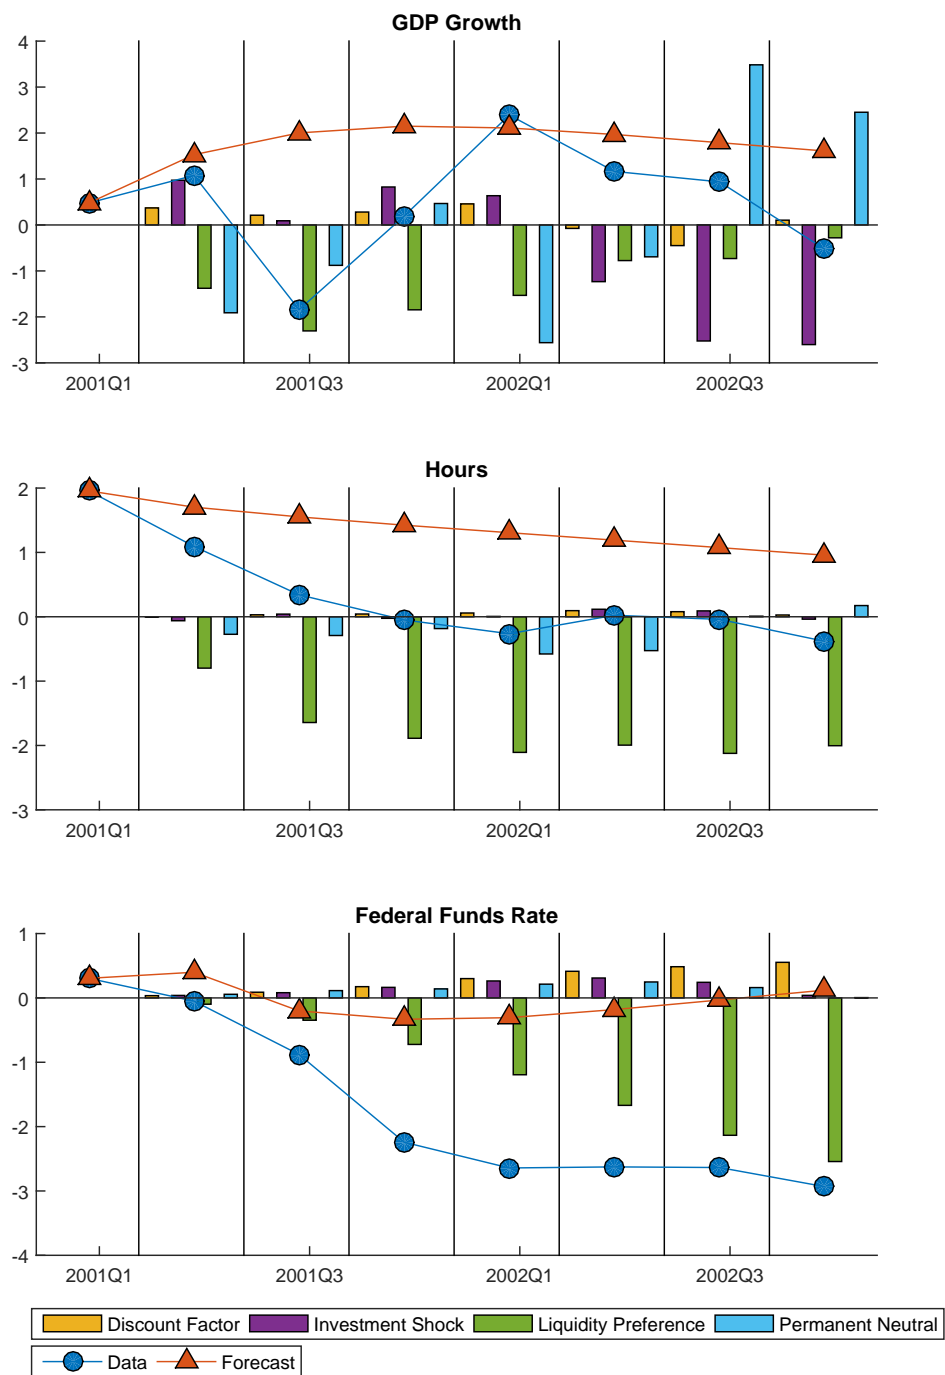 GDP Growth
4
3
2
1
0
-1
-2
-3
2001Q1 2001Q3 2002Q1 2002Q3
Hours
2
1
0
-1
-2
-3
2001Q1 2001Q3 2002Q1 2002Q3
Federal Funds Rate
1
0
-1
-2
-3
-4
2001Q1 2001Q3 2002Q1 2002Q3
Discount Factor Investment Shock Liquidity Preference Permanent Neutral
Data Forecast